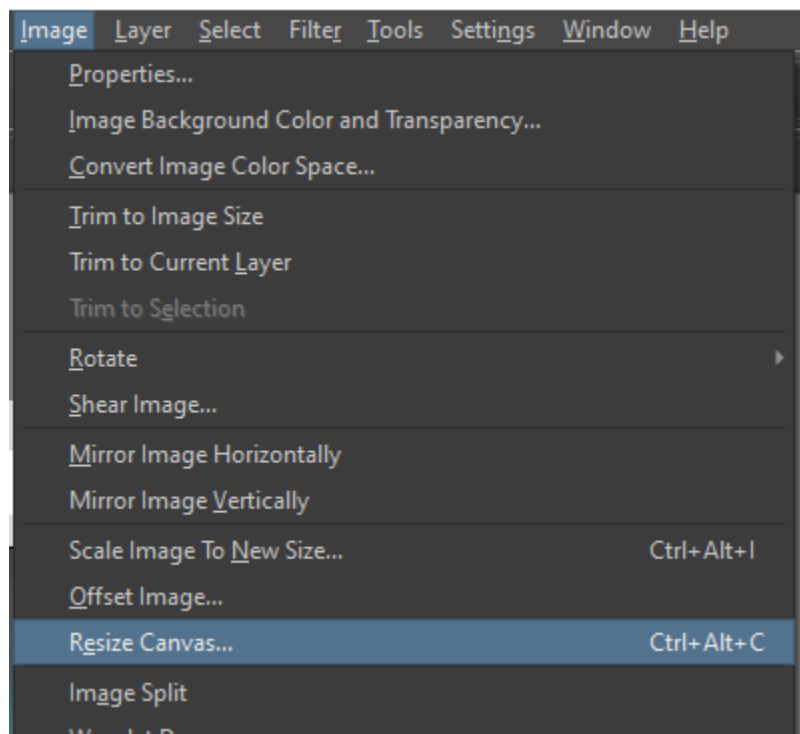 Image Layer Select Filter Tools Settings Window Help
Properties...
Image Background Color and Transparency...
Convert Image Color Space...
Trim to Image Size
Trim to Current Layer
Trim to Selection
Rotate
Shear Image...
Mirror Image Horizontally
Mirror Image Vertically
Scale Image To New Size... Ctrl+Alt+I
Offset Image...
Resize Canvas... Ctrl+Alt+C
Image Split